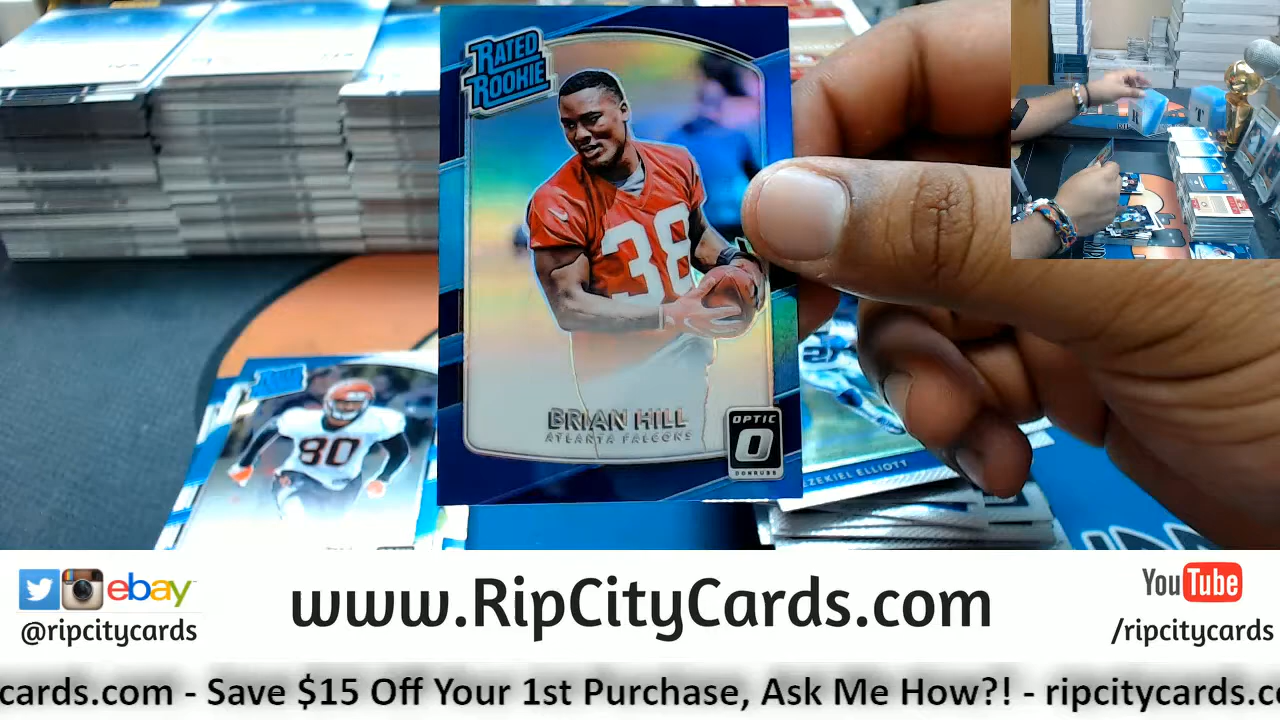 RATED
ROOKIE
38
BRIAN HILL
ATLANTA FALCONS
OPTIC
O
DONRUSS
80
EZEKIEL ELLIOTT
ebay
@ripcitycards
www.RipCityCards.com
YouTube
/ripcitycards
cards.com - Save $15 Off Your 1st Purchase, Ask Me How?! - ripcitycards.co